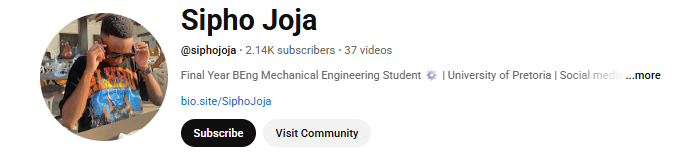 Sipho Joja
@siphojoja · 2.14K subscribers · 37 videos
Final Year BEng Mechanical Engineering Student ⚙️ | University of Pretoria | Social media ...more
bio.site/SiphoJoja
Subscribe
Visit Community